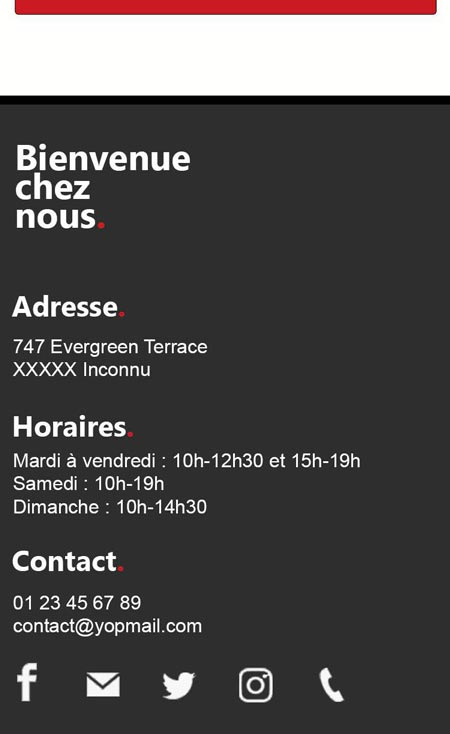 Bienvenue
chez
nous.
Adresse.
747 Evergreen Terrace
XXXXX Inconnu
Horaires.
Mardi à vendredi : 10h-12h30 et 15h-19h
Samedi : 10h-19h
Dimanche : 10h-14h30
Contact.
01 23 45 67 89
contact@yopmail.com